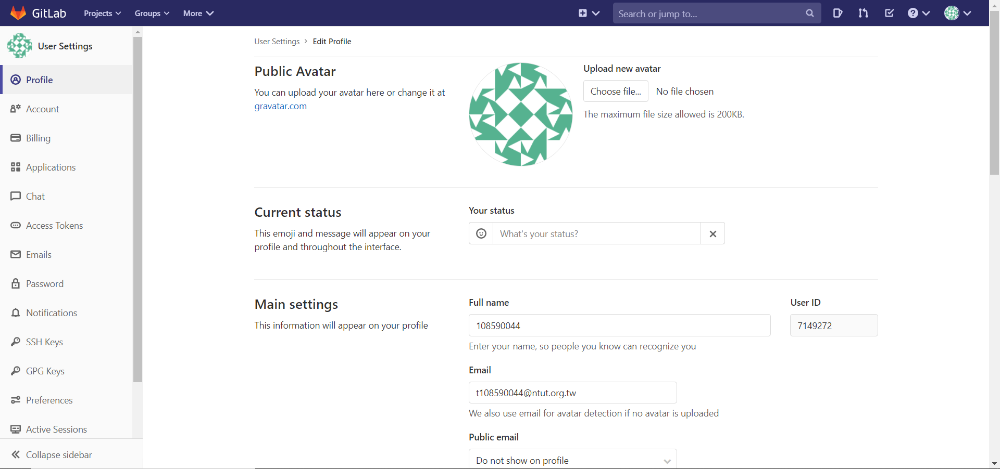 GitLab
Projects
Groups
More
Search or jump to...
User Settings
Profile
Account
Billing
Applications
Chat
Access Tokens
Emails
Password
Notifications
SSH Keys
GPG Keys
Preferences
Active Sessions
Collapse sidebar
User Settings › Edit Profile
Public Avatar
You can upload your avatar here or change it at
gravatar.com
Upload new avatar
Choose file... No file chosen
The maximum file size allowed is 200KB.
Current status
This emoji and message will appear on your
profile and throughout the interface.
Your status
What's your status?
Main settings
This information will appear on your profile
Full name
108590044
Enter your name, so people you know can recognize you
User ID
7149272
Email
t108590044@ntut.org.tw
We also use email for avatar detection if no avatar is uploaded
Public email
Do not show on profile